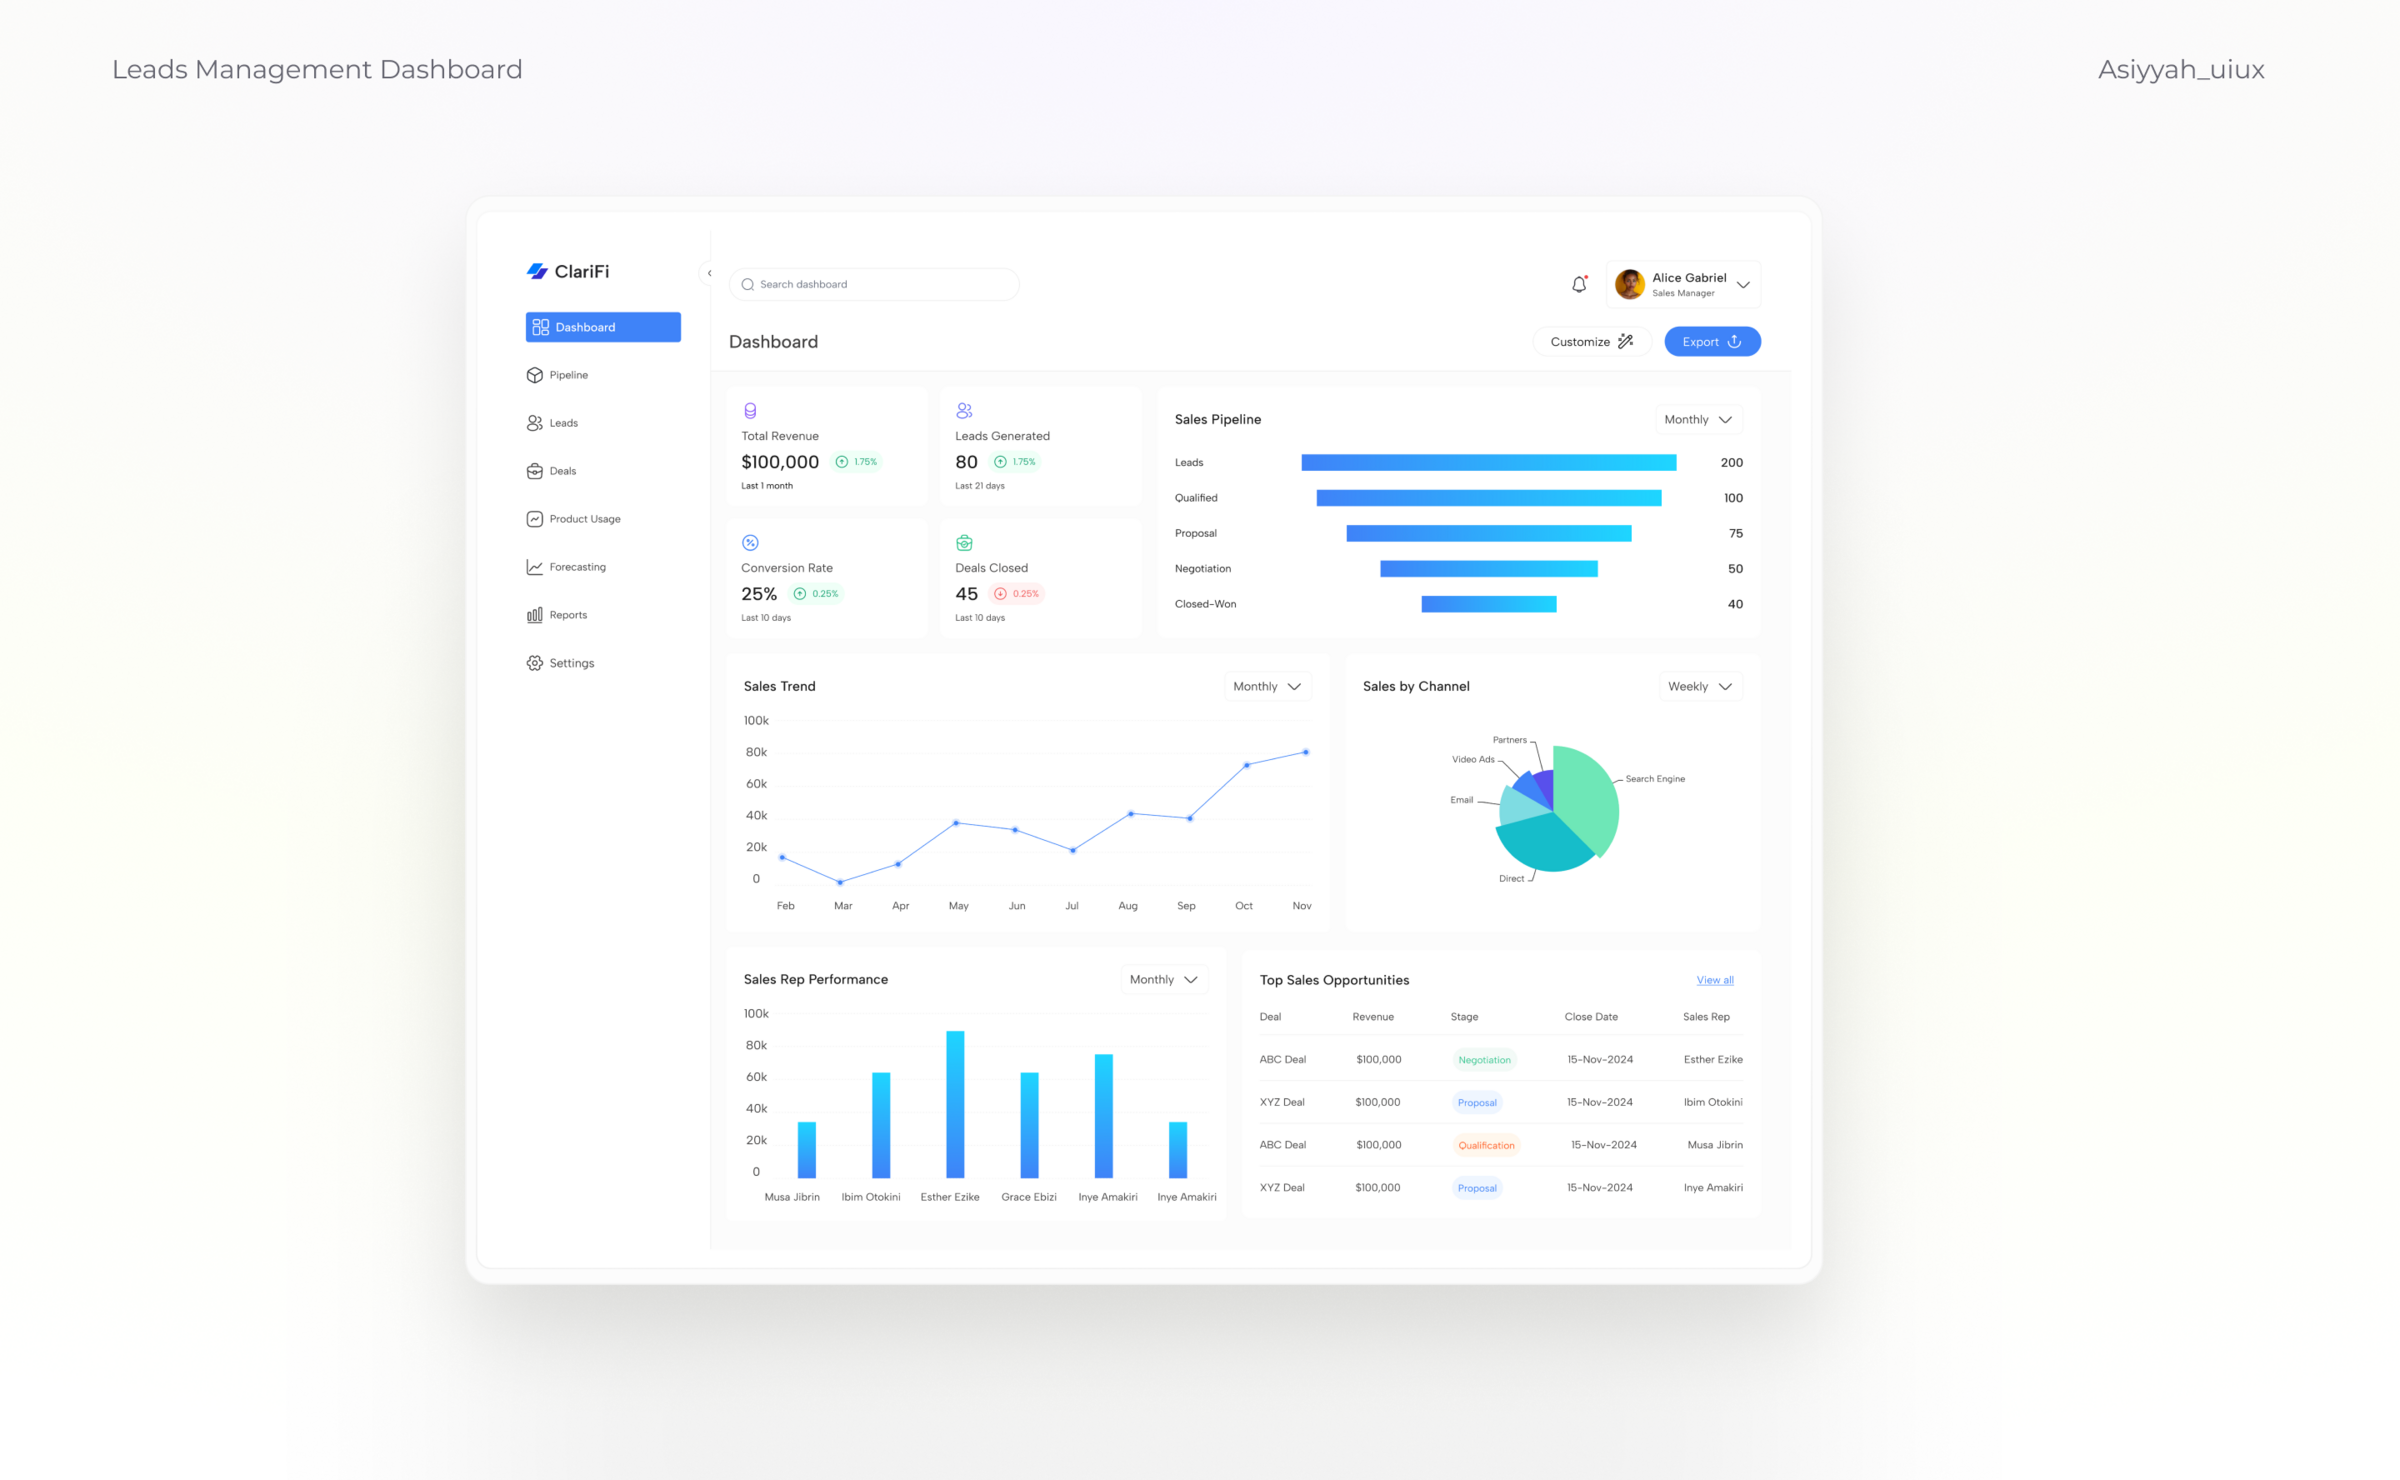 Leads Management Dashboard
Asiyyah_uiux
ClariFi
Search dashboard
Alice Gabriel
Sales Manager
Dashboard
Pipeline
Leads
Deals
Product Usage
Forecasting
Reports
Settings
Dashboard
Customize
Export
Total Revenue
$100,000 1.75%
Last 1 month
Leads Generated
80 1.75%
Last 21 days
Conversion Rate
25% 0.25%
Last 10 days
Deals Closed
45 0.25%
Last 10 days
Sales Pipeline
Monthly
Leads 200
Qualified 100
Proposal 75
Negotiation 50
Closed-Won 40
Sales Trend
Monthly
100k
80k
60k
40k
20k
0
Feb Mar Apr May Jun Jul Aug Sep Oct Nov
Sales by Channel
Weekly
Partners
Video Ads
Search Engine
Email
Direct
Sales Rep Performance
Monthly
100k
80k
60k
40k
20k
0
Musa Jibrin Ibim Otokini Esther Ezike Grace Ebizi Inye Amakiri Inye Amakiri
Top Sales Opportunities
View all
Deal Revenue Stage Close Date Sales Rep
ABC Deal $100,000 Negotiation 15-Nov-2024 Esther Ezike
XYZ Deal $100,000 Proposal 15-Nov-2024 Ibim Otokini
ABC Deal $100,000 Qualification 15-Nov-2024 Musa Jibrin
XYZ Deal $100,000 Proposal 15-Nov-2024 Inye Amakiri